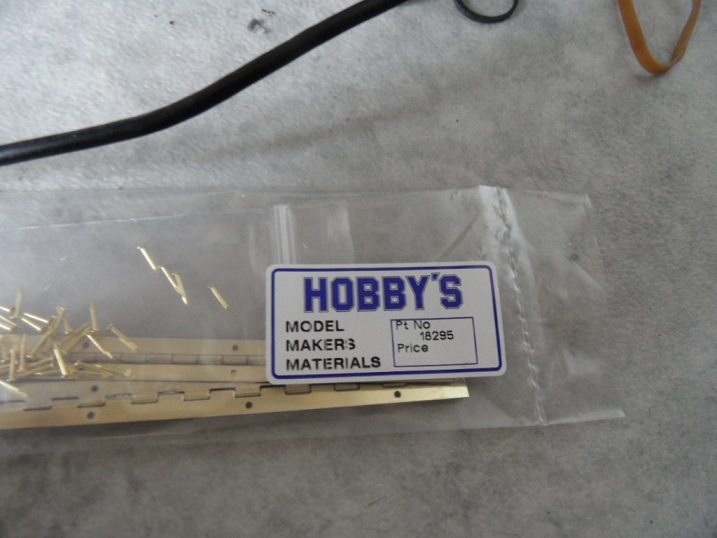 HOBBY'S
MODEL
MAKERS
MATERIALS
Pt No
18295
Price